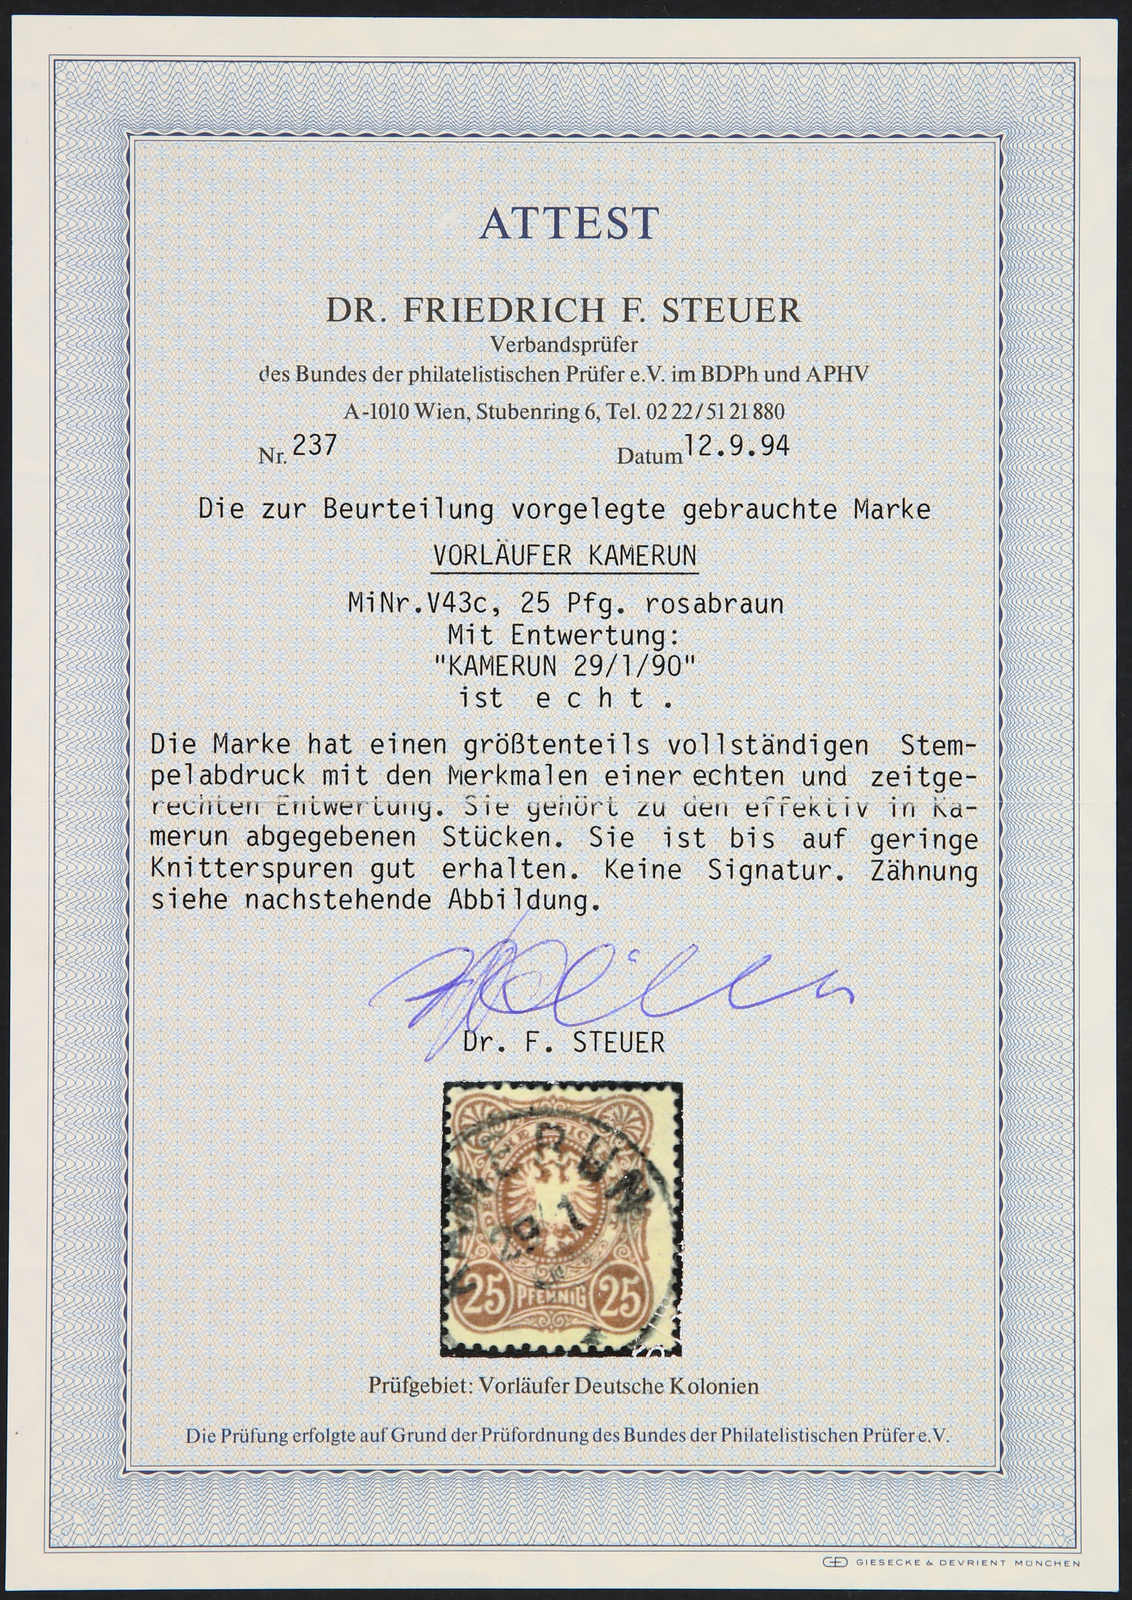 ATTEST
DR. FRIEDRICH F. STEUER
Verbandsprüfer
des Bundes der philatelistischen Prüfer e.V. im BDPh und APHV
A-1010 Wien, Stubenring 6, Tel. 02 22 / 51 21 880
Nr. 237 Datum 12.9.94
Die zur Beurteilung vorgelegte gebrauchte Marke
VORLÄUFER KAMERUN
MiNr.V43c, 25 Pfg. rosabraun
Mit Entwertung:
"KAMERUN 29/1/90"
ist e c h t .
Die Marke hat einen größtenteils vollständigen Stem-
pelabdruck mit den Merkmalen einer echten und zeitge-
rechten Entwertung. Sie gehört zu den effektiv in Ka-
merun abgegebenen Stücken. Sie ist bis auf geringe
Knitterspuren gut erhalten. Keine Signatur. Zähnung
siehe nachstehende Abbildung.
Dr. F. STEUER
KAMERUN
29 1
25 PFENNIG 25
Prüfgebiet: Vorläufer Deutsche Kolonien
Die Prüfung erfolgte auf Grund der Prüfordnung des Bundes der Philatelistischen Prüfer e.V.
GIESECKE & DEVRIENT MÜNCHEN